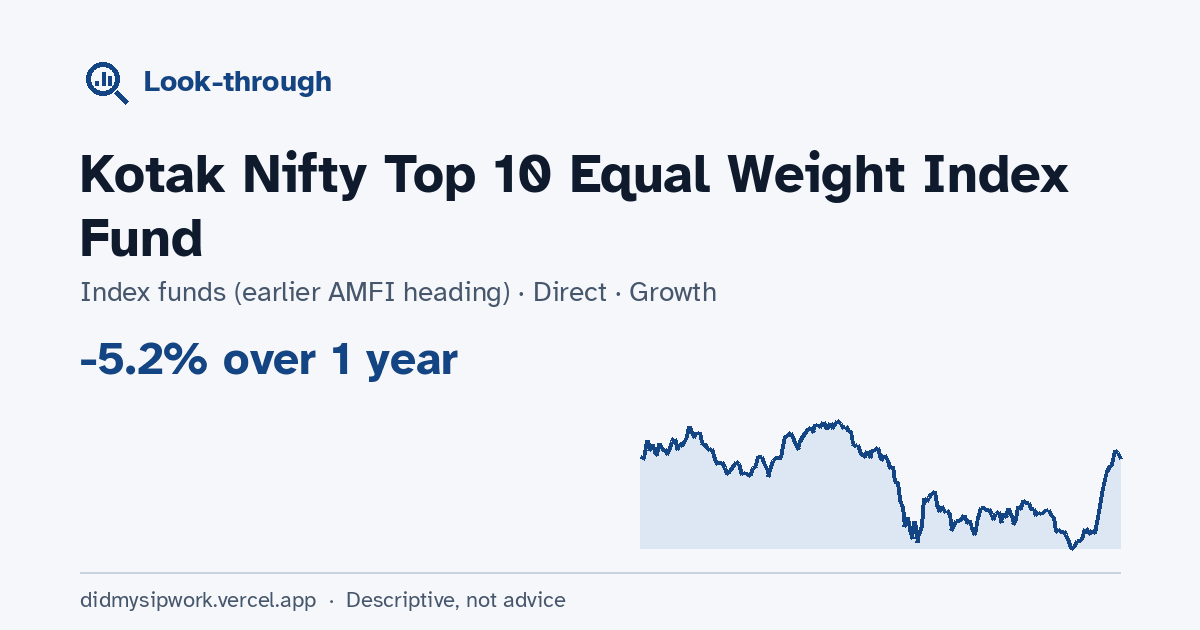 Look-through
Kotak Nifty Top 10 Equal Weight Index
Fund
Index funds (earlier AMFI heading) · Direct · Growth
-5.2% over 1 year
didmysipwork.vercel.app · Descriptive, not advice